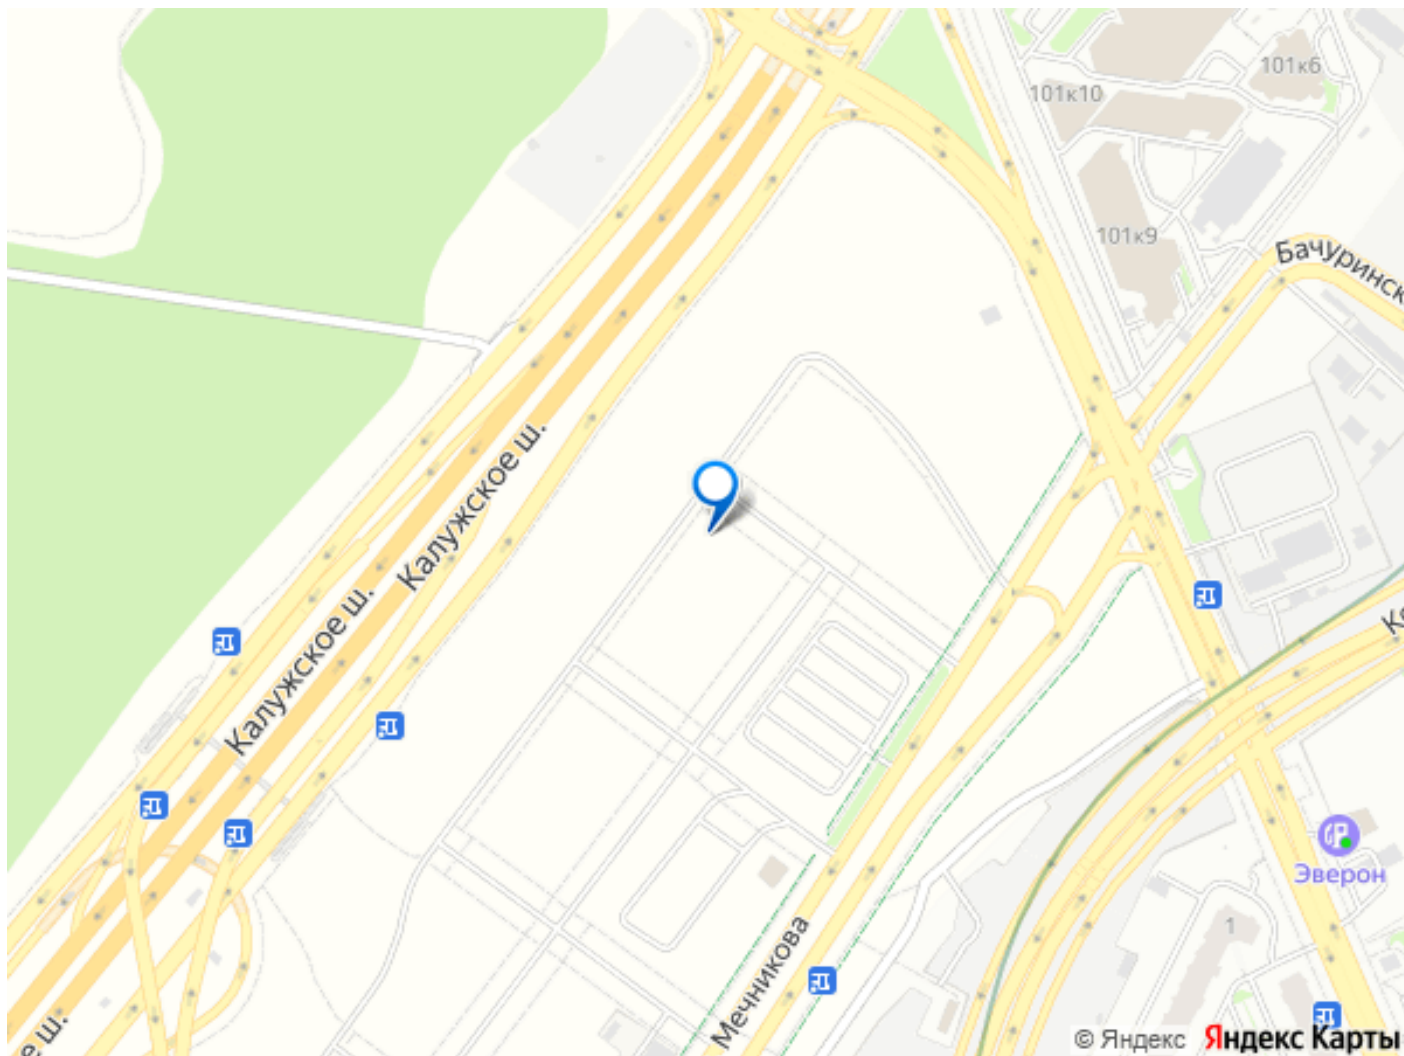 101к6
101к10
101к9
Бачуринск
Калужское ш.
Калужское ш.
Эверон
1
Мечникова
е ш.
© Яндекс Яндекс Карты